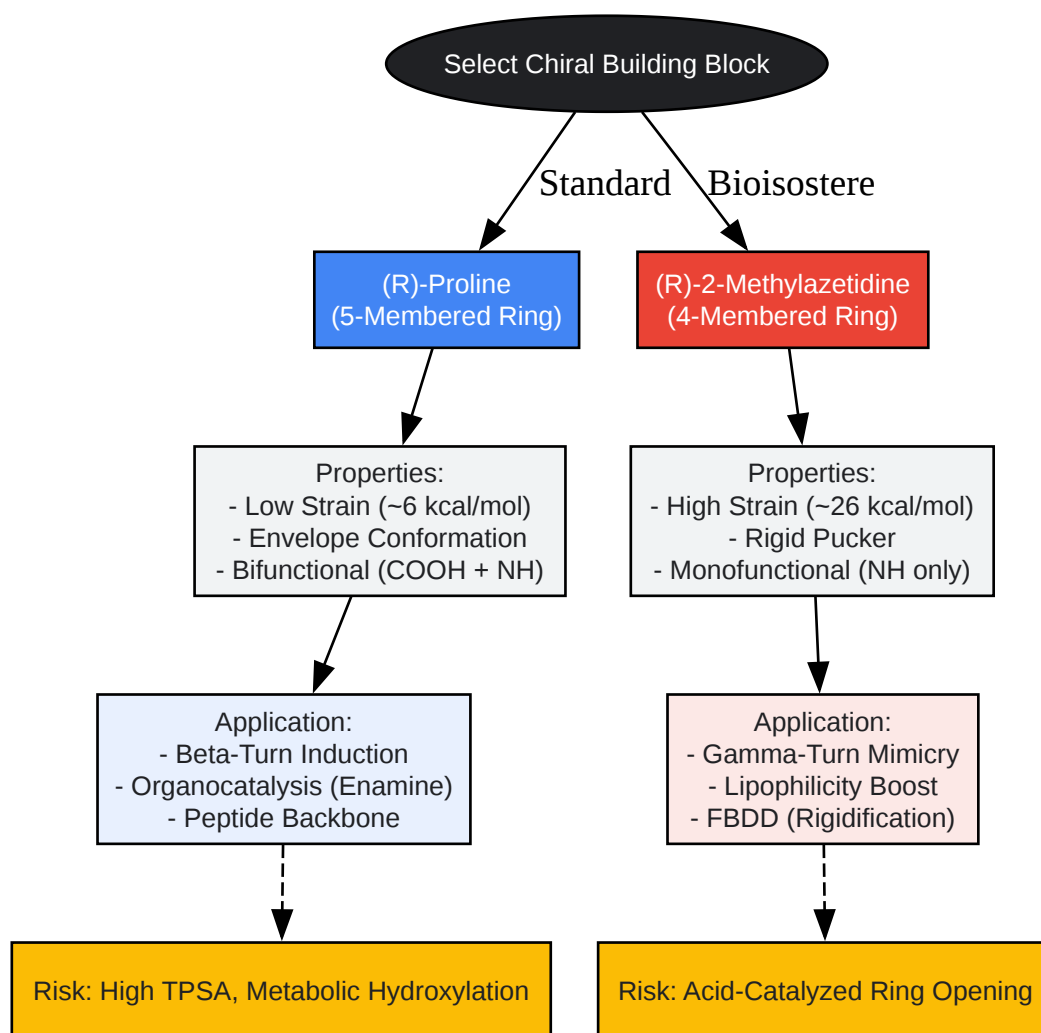 Select Chiral Building Block
Standard
Bioisostere
(R)-Proline
(5-Membered Ring)
(R)-2-Methylazetidine
(4-Membered Ring)
Properties:
- Low Strain (~6 kcal/mol)
- Envelope Conformation
- Bifunctional (COOH + NH)
Properties:
- High Strain (~26 kcal/mol)
- Rigid Pucker
- Monofunctional (NH only)
Application:
- Beta-Turn Induction
- Organocatalysis (Enamine)
- Peptide Backbone
Application:
- Gamma-Turn Mimicry
- Lipophilicity Boost
- FBDD (Rigidification)
Risk: High TPSA, Metabolic Hydroxylation
Risk: Acid-Catalyzed Ring Opening